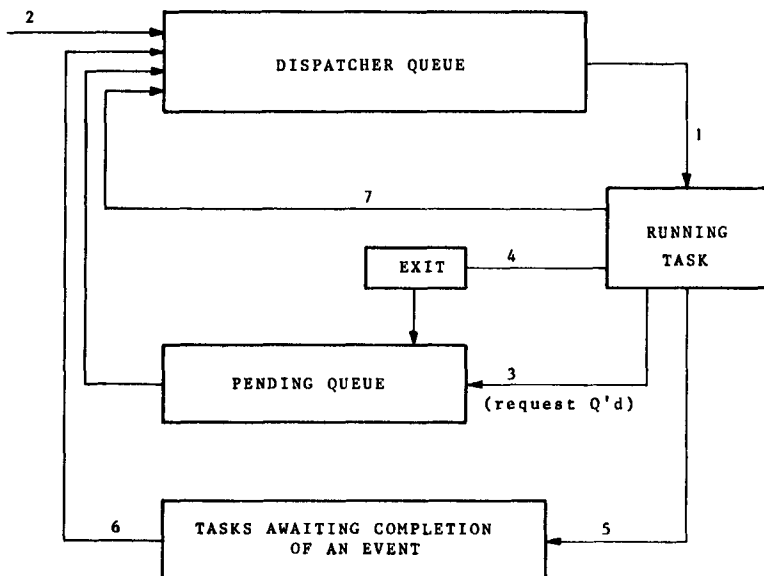 2
DISPATCHER QUEUE
1
7
RUNNING
TASK
EXIT
4
PENDING QUEUE
3
(request Q'd)
6
TASKS AWAITING COMPLETION
OF AN EVENT
5